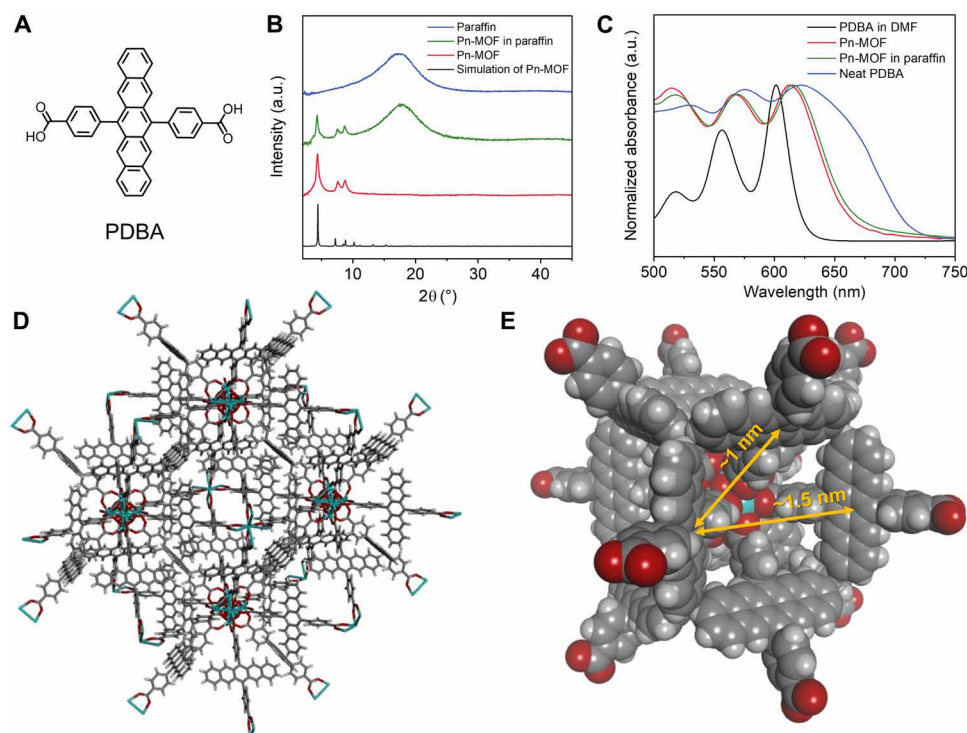 A
O
HO
OH
O
PDBA
B
Intensity (a.u.)
Paraffin
Pn-MOF in paraffin
Pn-MOF
Simulation of Pn-MOF
10
20
30
40
2θ (°)
C
Normalized absorbance (a.u.)
PDBA in DMF
Pn-MOF
Pn-MOF in paraffin
Neat PDBA
500
550
600
650
700
750
Wavelength (nm)
D
E
~1 nm
~1.5 nm